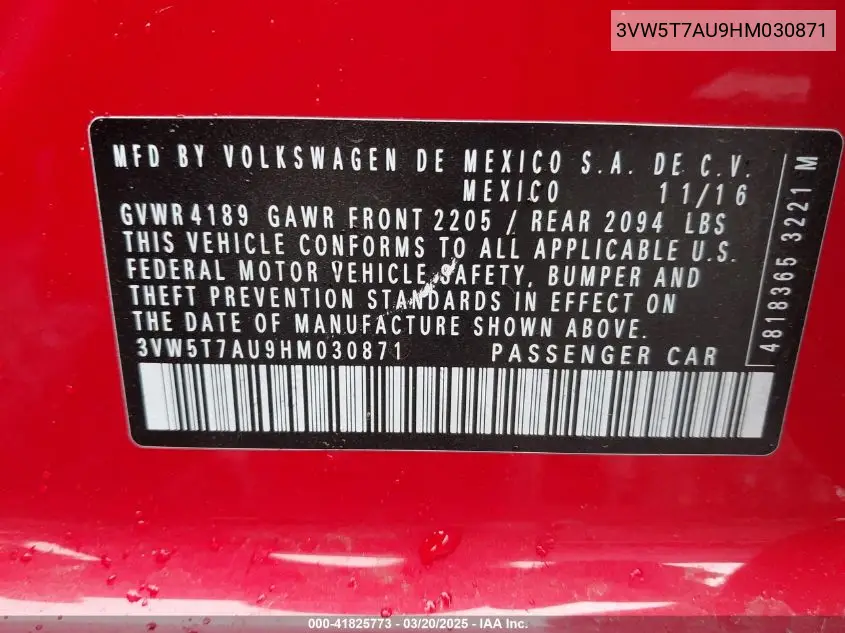 3VW5T7AU9HM030871
MFD BY VOLKSWAGEN DE MEXICO S.A. DE C.V.
MEXICO 11/16
GVWR 4189 GAWR FRONT 2205 / REAR 2094 LBS
THIS VEHICLE CONFORMS TO ALL APPLICABLE U.S.
FEDERAL MOTOR VEHICLE SAFETY, BUMPER AND
THEFT PREVENTION STANDARDS IN EFFECT ON
THE DATE OF MANUFACTURE SHOWN ABOVE.
3VW5T7AU9HM030871 PASSENGER CAR
4818365 3221 M
000-41825773 - 03/20/2025 - IAA Inc.